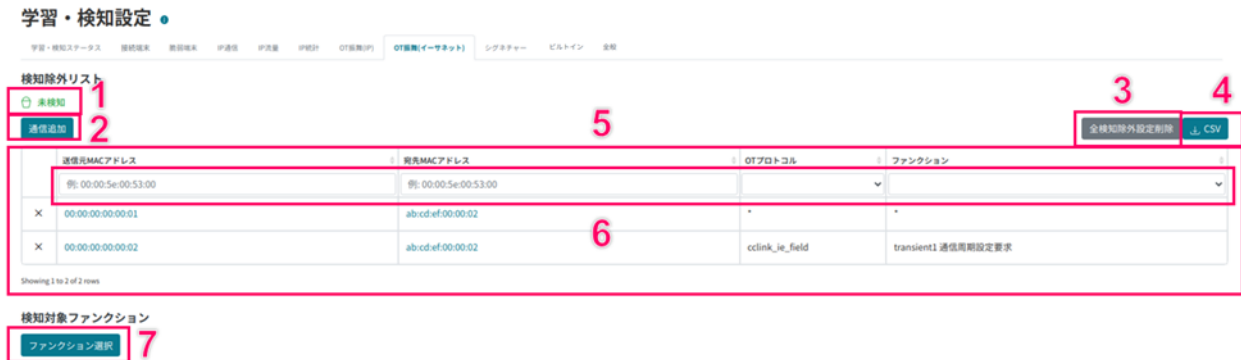 学習・検知設定
学習・検知ステータス 接続端末 脆弱端末 IP通信 IP流量 IP統計 OT振舞(IP) OT振舞(イーサネット) シグネチャー ビルトイン 全般
検知除外リスト
未検知 1
通信追加 2
3
全検知除外設定削除
4
CSV
5
送信元MACアドレス 宛先MACアドレス OTプロトコル ファンクション
例: 00:00:5e:00:53:00 例: 00:00:5e:00:53:00
6
× 00:00:00:00:00:01 ab:cd:ef:00:00:02 * *
× 00:00:00:00:00:02 ab:cd:ef:00:00:02 cclink_ie_field transient1 通信周期設定要求
Showing 1 to 2 of 2 rows
検知対象ファンクション
ファンクション選択 7